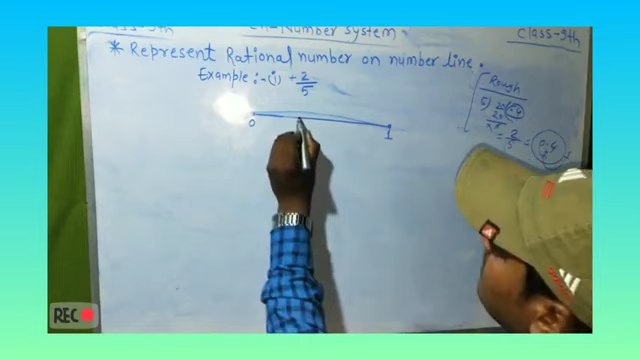 Ch-Number system
Class-9th
* Represent Rational number on number line.
Example :- (i) + 2/5
Rough
5) 20 (0.4
20
= 2/5 = 0.4
0
1
REC